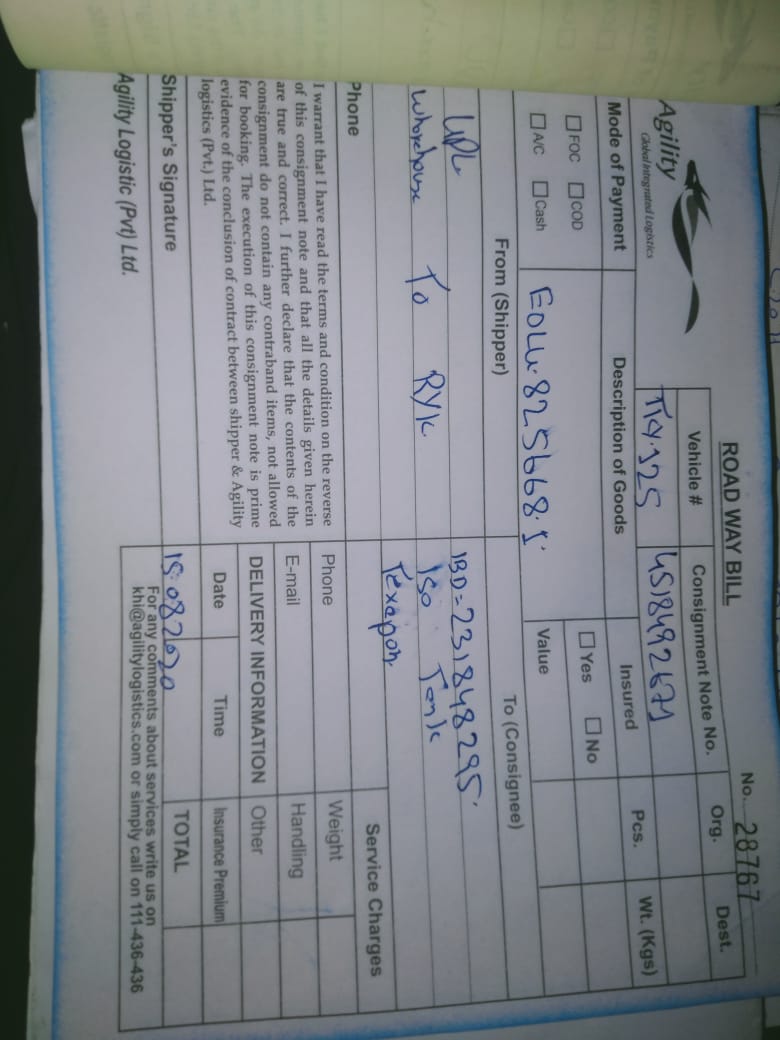 ROAD WAY BILL
No. 28767
Agility
Global Integrated Logistics
Vehicle #
Consignment Note No.
Org.
Dest.
TKY.125
4518492671
Mode of Payment
Description of Goods
Insured
Pcs.
Wt. (Kgs)
FOC COD
Yes No
A/C Cash
EOLU.825668.1
Value
From (Shipper)
To (Consignee)
UPL
IBD=231848295
Whorehouse To RYK
Iso Tank
Texapon
Phone
Service Charges
I warrant that I have read the terms and condition on the reverse
of this consignment note and that all the details given herein
are true and correct. I further declare that the contents of the
consignment do not contain any contraband items, not allowed
for booking. The execution of this consignment note is prime
evidence of the conclusion of contract between shipper & Agility
logistics (Pvt.) Ltd.
Phone
Weight
E-mail
Handling
DELIVERY INFORMATION
Other
Date
Time
Insurance Premium
Shipper's Signature
15.082020
TOTAL
Agility Logistic (Pvt) Ltd.
For any comments about services write us on
khi@agilitylogistics.com or simply call on 111-436-436